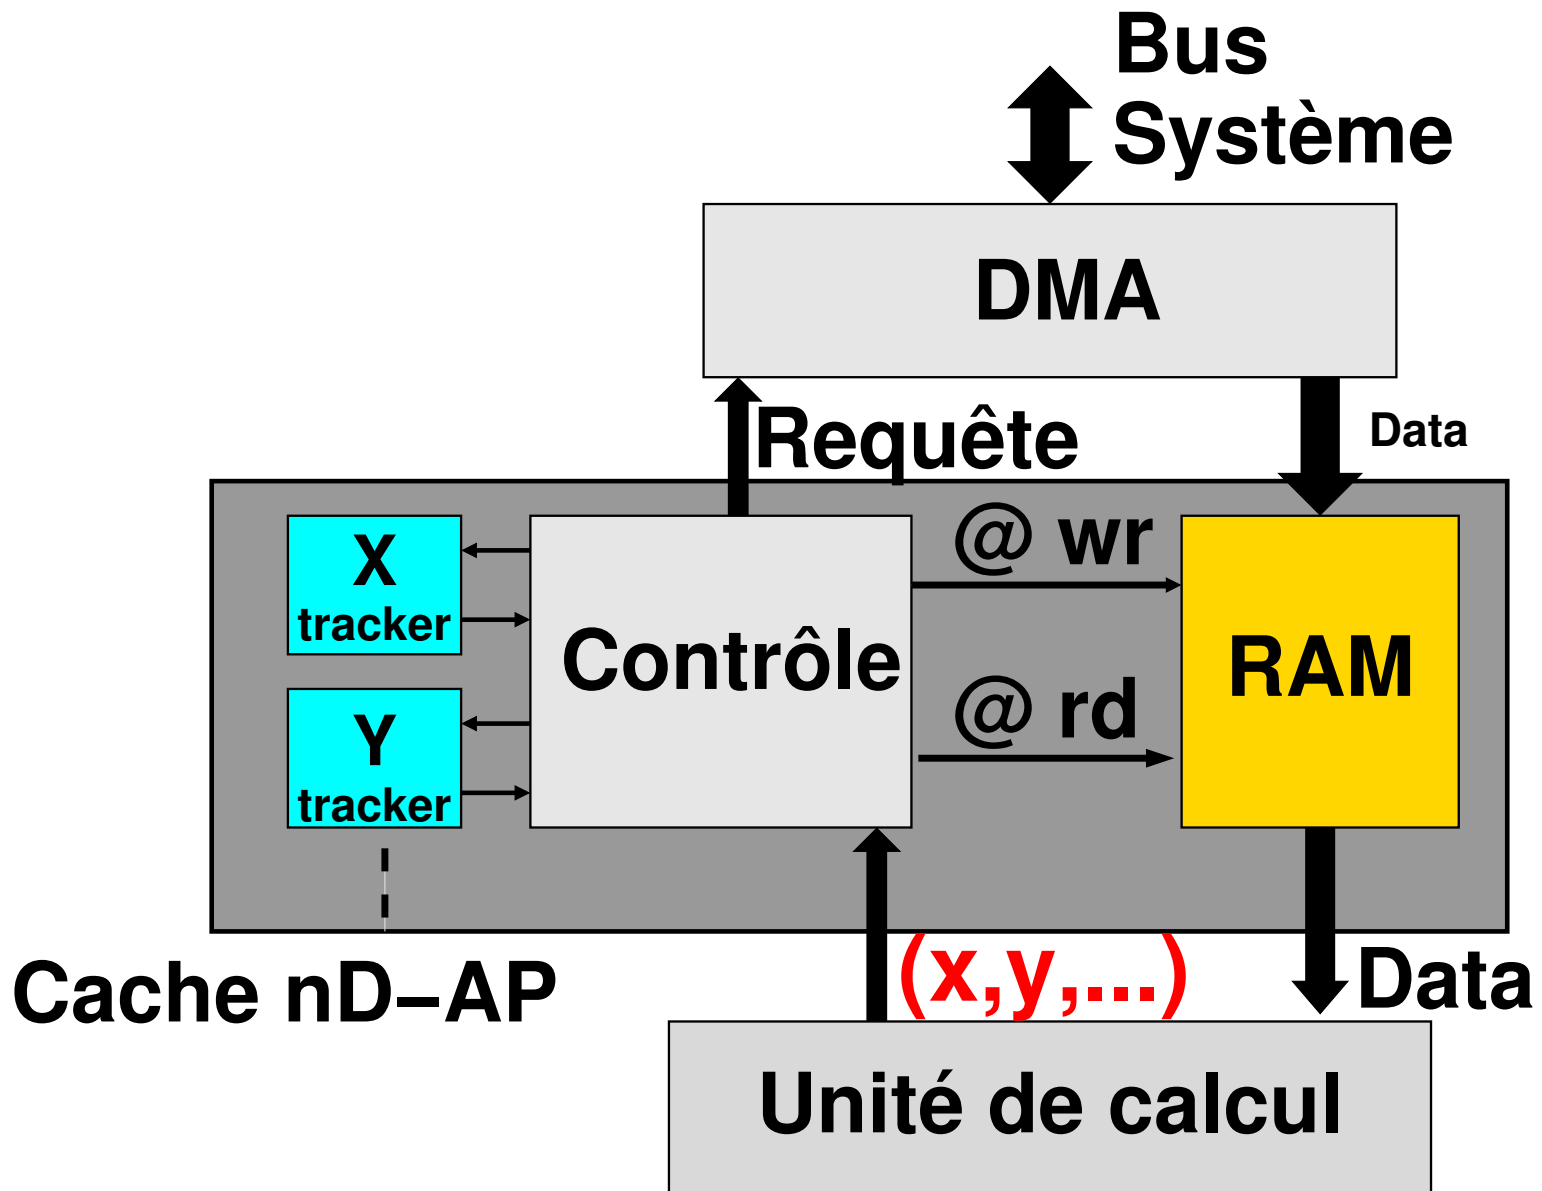 Bus
Système
DMA
Requête
Data
X
tracker
@ wr
Contrôle
RAM
Y
tracker
@ rd
Cache nD−AP
(x,y,...)
Data
Unité de calcul